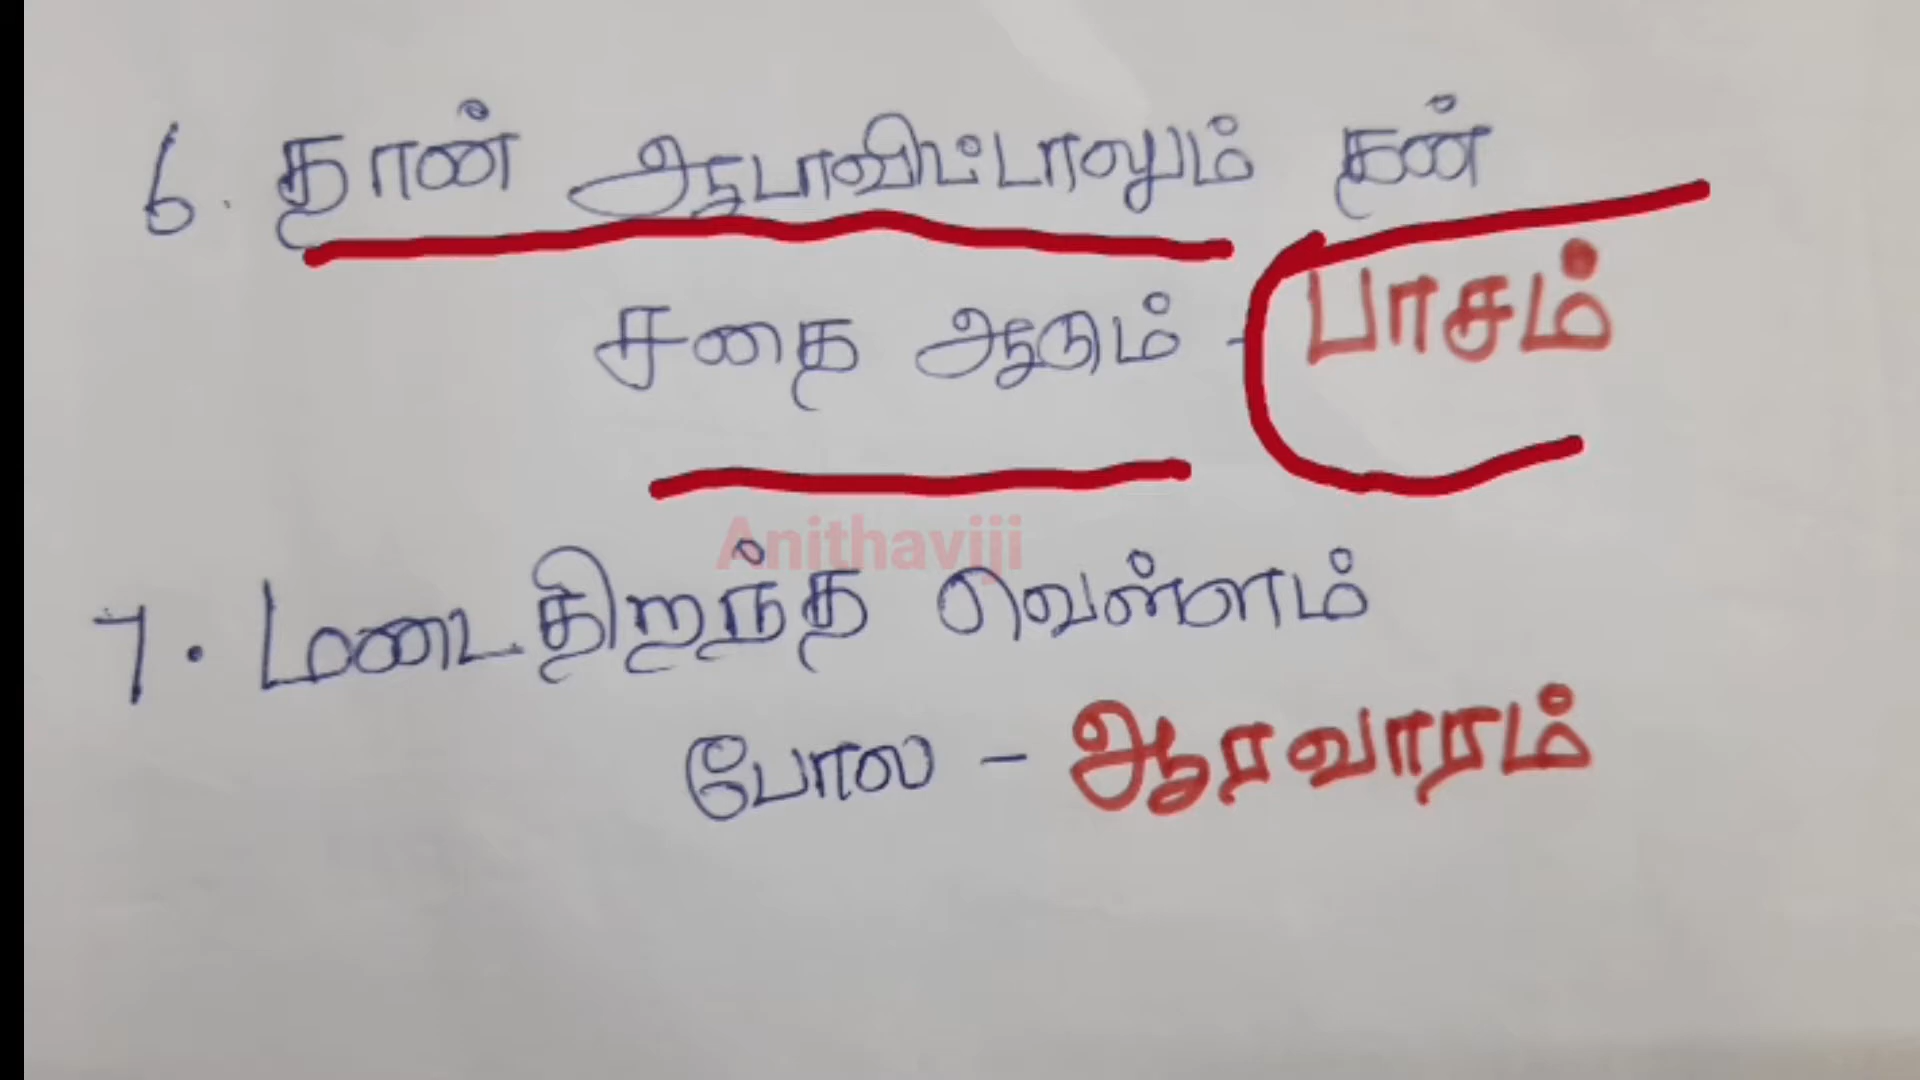 6. தான் ஆடாவிட்டாலும் தன்
சதை ஆடும் - பாசம்
Anithaviji
7. மடைதிறந்த வெள்ளம்
போல - ஆரவாரம்